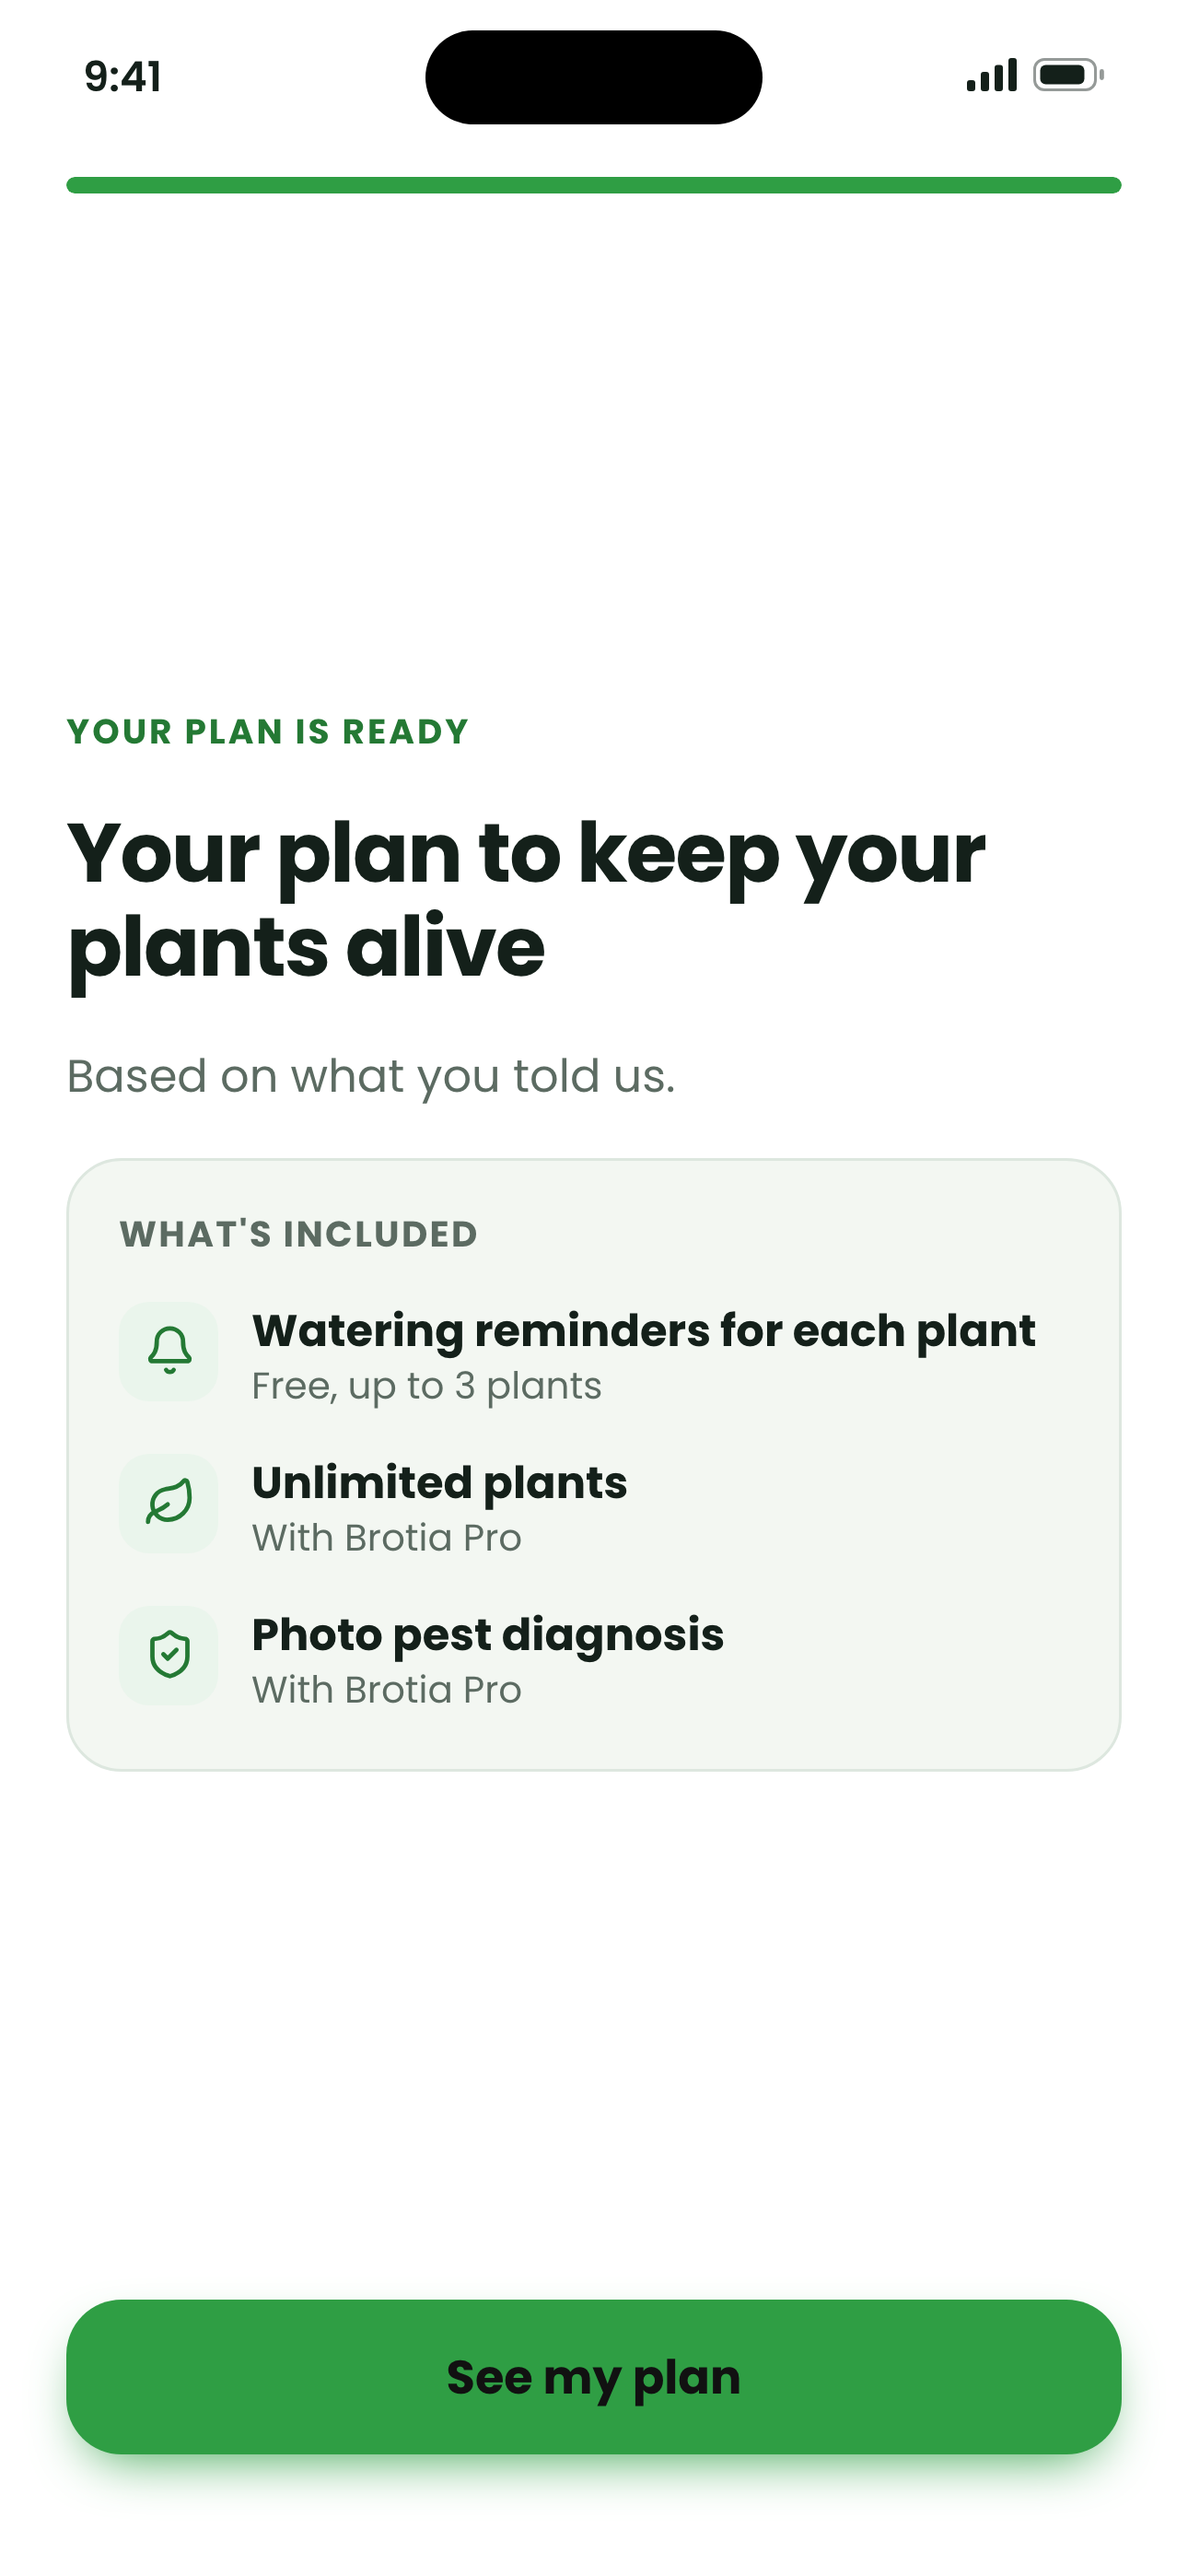 9:41
YOUR PLAN IS READY
Your plan to keep your
plants alive
Based on what you told us.
WHAT'S INCLUDED
Watering reminders for each plant
Free, up to 3 plants
Unlimited plants
With Brotia Pro
Photo pest diagnosis
With Brotia Pro
See my plan